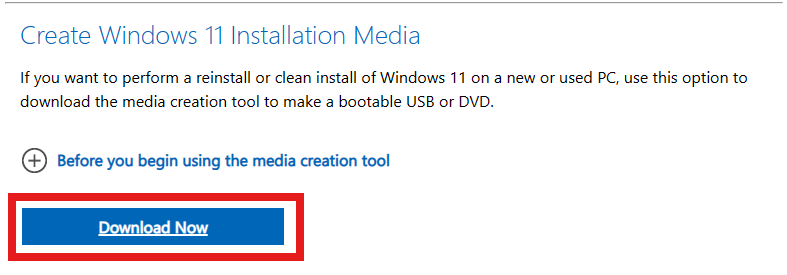 Create Windows 11 Installation Media
If you want to perform a reinstall or clean install of Windows 11 on a new or used PC, use this option to
download the media creation tool to make a bootable USB or DVD.
Before you begin using the media creation tool
Download Now